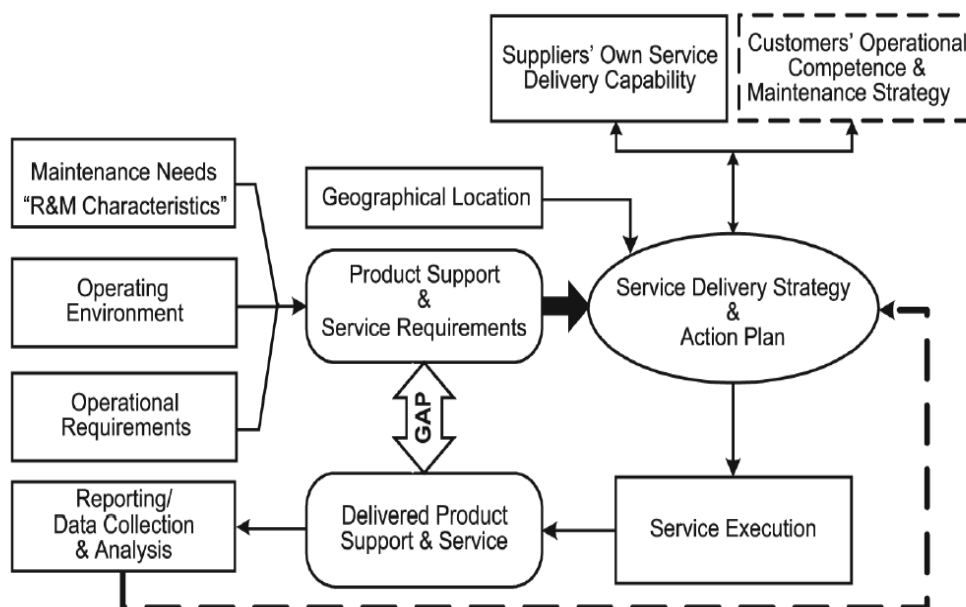 Suppliers' Own Service
Delivery Capability
Customers' Operational
Competence &
Maintenance Strategy
Maintenance Needs
“R&M Characteristics”
Geographical Location
Operating
Environment
Product Support
&
Service Requirements
Service Delivery Strategy
&
Action Plan
Operational
Requirements
GAP
Reporting/
Data Collection
& Analysis
Delivered Product
Support & Service
Service Execution